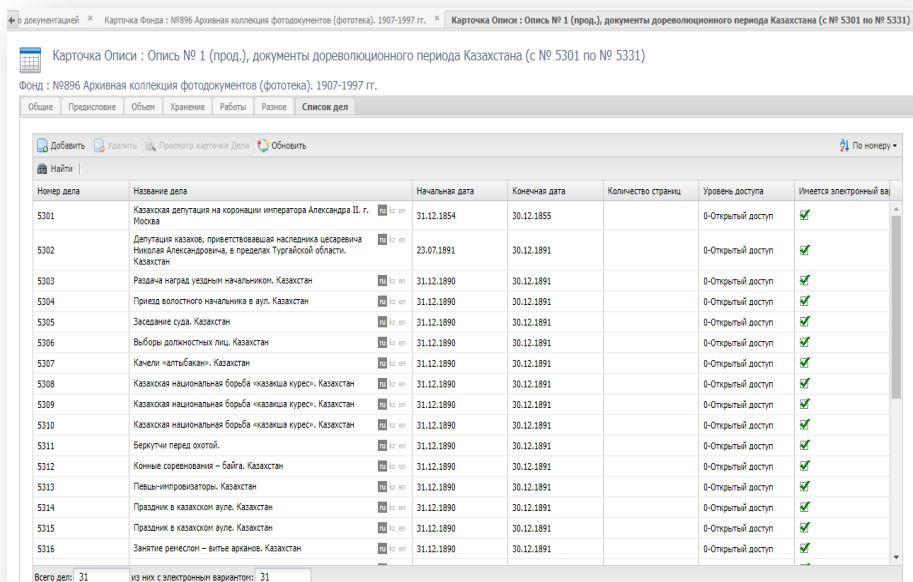 о документацией × Карточка Фонда : №896 Архивная коллекция фотодокументов (фототека). 1907-1997 гг. × Карточка Описи : Опись № 1 (прод.), документы дореволюционного периода Казахстана (с № 5301 по № 5331)
Карточка Описи : Опись № 1 (прод.), документы дореволюционного периода Казахстана (с № 5301 по № 5331)
Фонд : №896 Архивная коллекция фотодокументов (фототека). 1907-1997 гг.
Общие Предисловие Объем Хранение Работы Разное Список дел
Добавить Удалить Просмотр карточки Дела Обновить По номеру
Найти
Номер дела Название дела Начальная дата Конечная дата Количество страниц Уровень доступа Имеется электронный ва
5301 Казахская депутация на коронации императора Александра II. г. Москва ru kz en 31.12.1854 30.12.1855 0-Открытый доступ
5302 Депутация казахов, приветствовавшая наследника цесаревича Николая Александровича, в пределах Тургайской области. Казахстан ru kz en 23.07.1891 30.12.1891 0-Открытый доступ
5303 Раздача наград уездным начальником. Казахстан ru kz en 31.12.1890 30.12.1891 0-Открытый доступ
5304 Приезд волостного начальника в аул. Казахстан ru kz en 31.12.1890 30.12.1891 0-Открытый доступ
5305 Заседание суда. Казахстан ru kz en 31.12.1890 30.12.1891 0-Открытый доступ
5306 Выборы должностных лиц. Казахстан ru kz en 31.12.1890 30.12.1891 0-Открытый доступ
5307 Качели «алтыбакан». Казахстан ru kz en 31.12.1890 30.12.1891 0-Открытый доступ
5308 Казахская национальная борьба «казакша курес». Казахстан ru kz en 31.12.1890 30.12.1891 0-Открытый доступ
5309 Казахская национальная борьба «казакша курес». Казахстан ru kz en 31.12.1890 30.12.1891 0-Открытый доступ
5310 Казахская национальная борьба «казакша курес». Казахстан ru kz en 31.12.1890 30.12.1891 0-Открытый доступ
5311 Беркутчи перед охотой. ru kz en 31.12.1890 30.12.1891 0-Открытый доступ
5312 Конные соревнования – байга. Казахстан ru kz en 31.12.1890 30.12.1891 0-Открытый доступ
5313 Певцы-импровизаторы. Казахстан ru kz en 31.12.1890 30.12.1891 0-Открытый доступ
5314 Праздник в казахском ауле. Казахстан ru kz en 31.12.1890 30.12.1891 0-Открытый доступ
5315 Праздник в казахском ауле. Казахстан ru kz en 31.12.1890 30.12.1891 0-Открытый доступ
5316 Занятие ремеслом – витье арканов. Казахстан ru kz en 31.12.1890 30.12.1891 0-Открытый доступ
Всего дел: 31 из них с электронным вариантом: 31